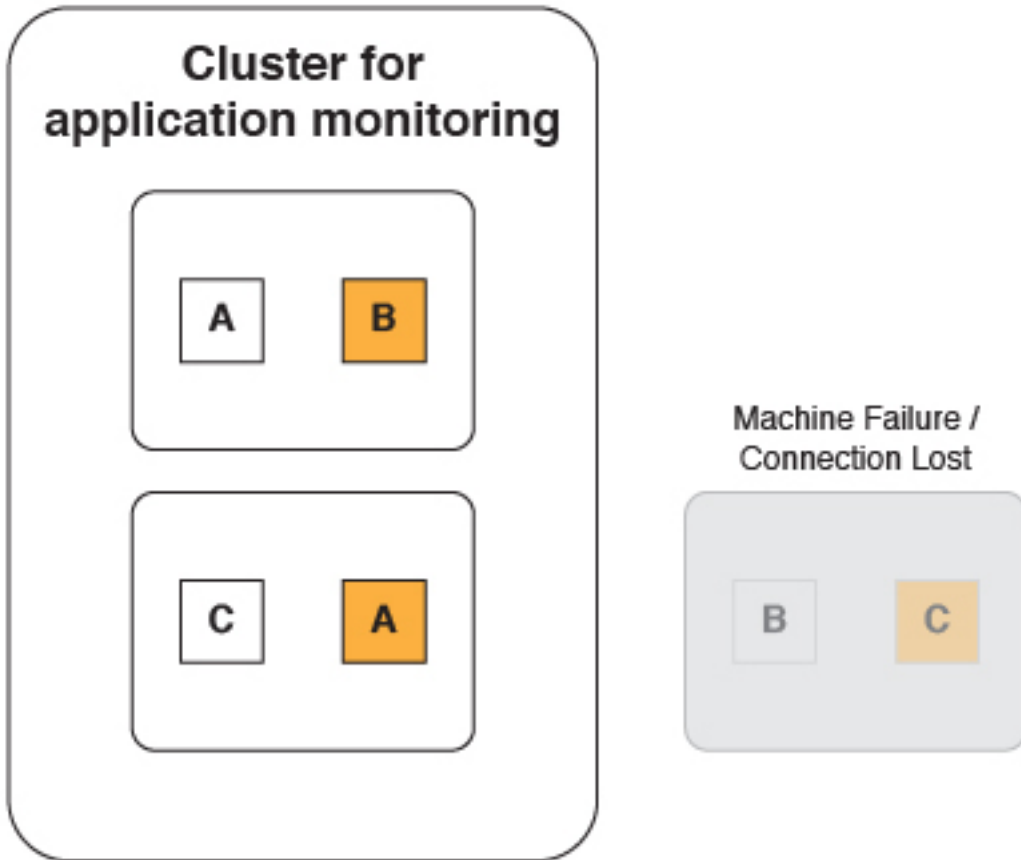 Cluster for
application monitoring
A B
Machine Failure /
Connection Lost
C A
B C